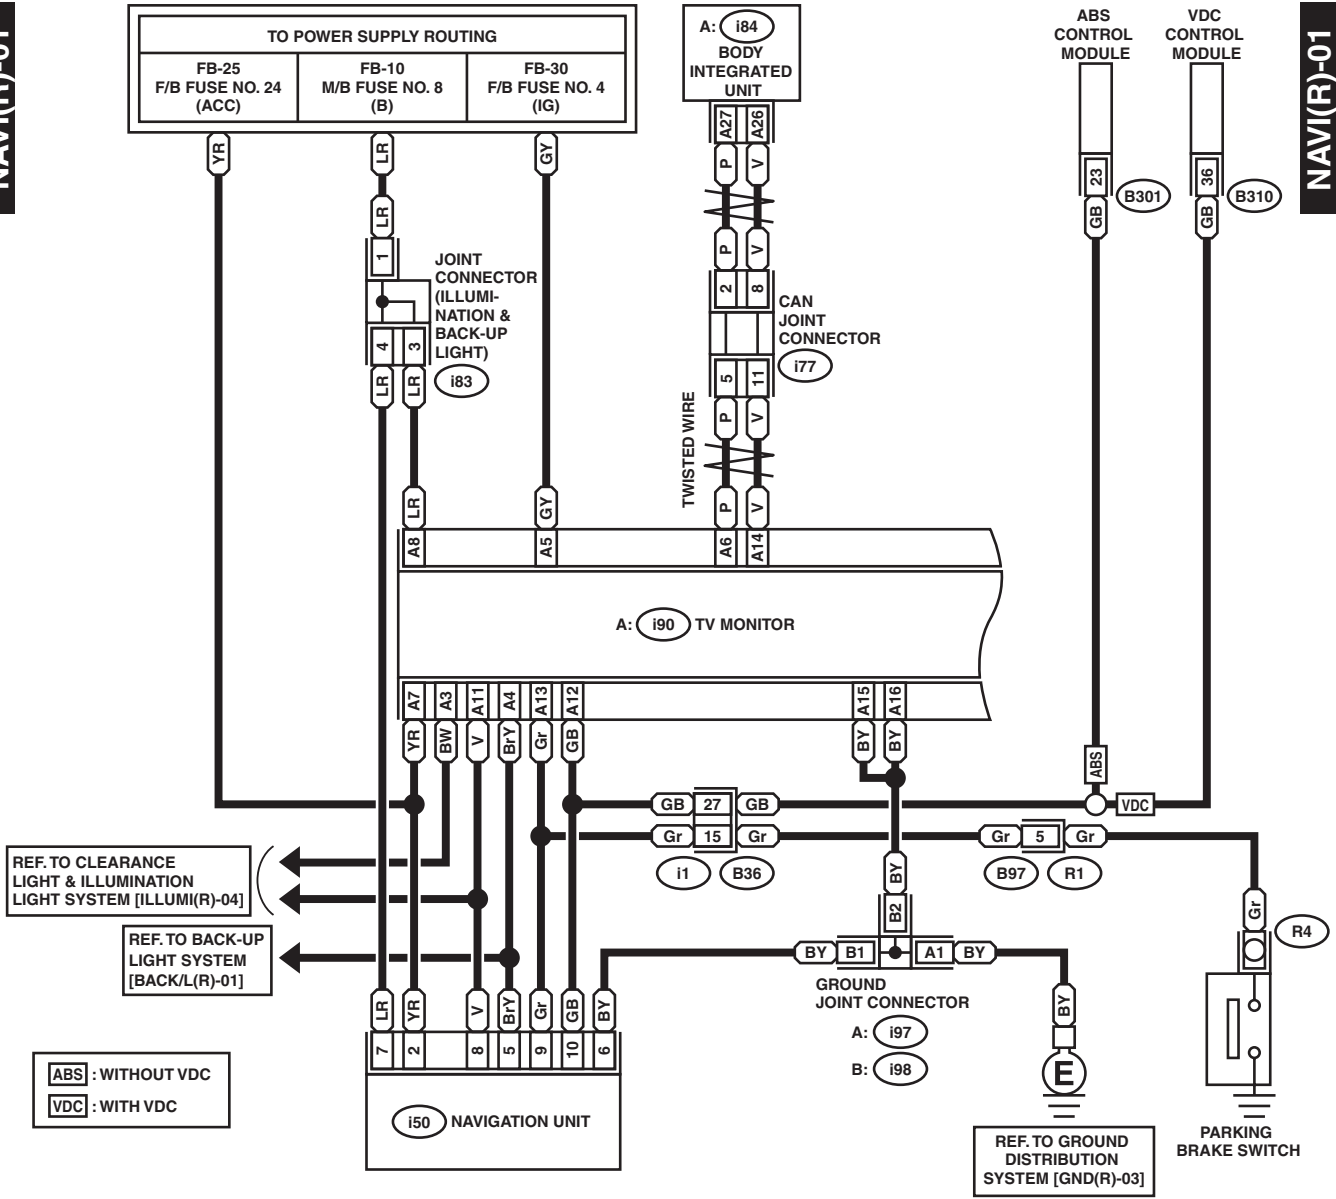 NAVI(R)-01
NAVI(R)-01
TO POWER SUPPLY ROUTING
FB-25
F/B FUSE NO. 24
(ACC)
FB-10
M/B FUSE NO. 8
(B)
FB-30
F/B FUSE NO. 4
(IG)
A: i84
BODY
INTEGRATED
UNIT
ABS
CONTROL
MODULE
VDC
CONTROL
MODULE
A27 A26
YR LR GY P V
23 B301
36 B310
LR
GB GB
P V
1
JOINT
CONNECTOR
(ILLUMI-
NATION &
BACK-UP
LIGHT)
i83
2 8
CAN
JOINT
CONNECTOR
i77
4 3
5 11
LR LR
P V
TWISTED WIRE
LR GY P V
A8 A5 A6 A14
A: i90 TV MONITOR
A7 A3 A11 A4 A13 A12 A15 A16
YR BW V BrY Gr GB BY BY
ABS
GB 27 GB
VDC
Gr 15 Gr
Gr 5 Gr
i1 B36
B97 R1
REF. TO CLEARANCE
LIGHT & ILLUMINATION
LIGHT SYSTEM [ILLUMI(R)-04]
BY
B2
Gr
R4
REF. TO BACK-UP
LIGHT SYSTEM
[BACK/L(R)-01]
BY B1 A1 BY
GROUND
JOINT CONNECTOR
A: i97
B: i98
LR YR V BrY Gr GB BY
BY
7 2 8 5 9 10 6
E
ABS : WITHOUT VDC
VDC : WITH VDC
i50 NAVIGATION UNIT
REF. TO GROUND
DISTRIBUTION
SYSTEM [GND(R)-03]
PARKING
BRAKE SWITCH